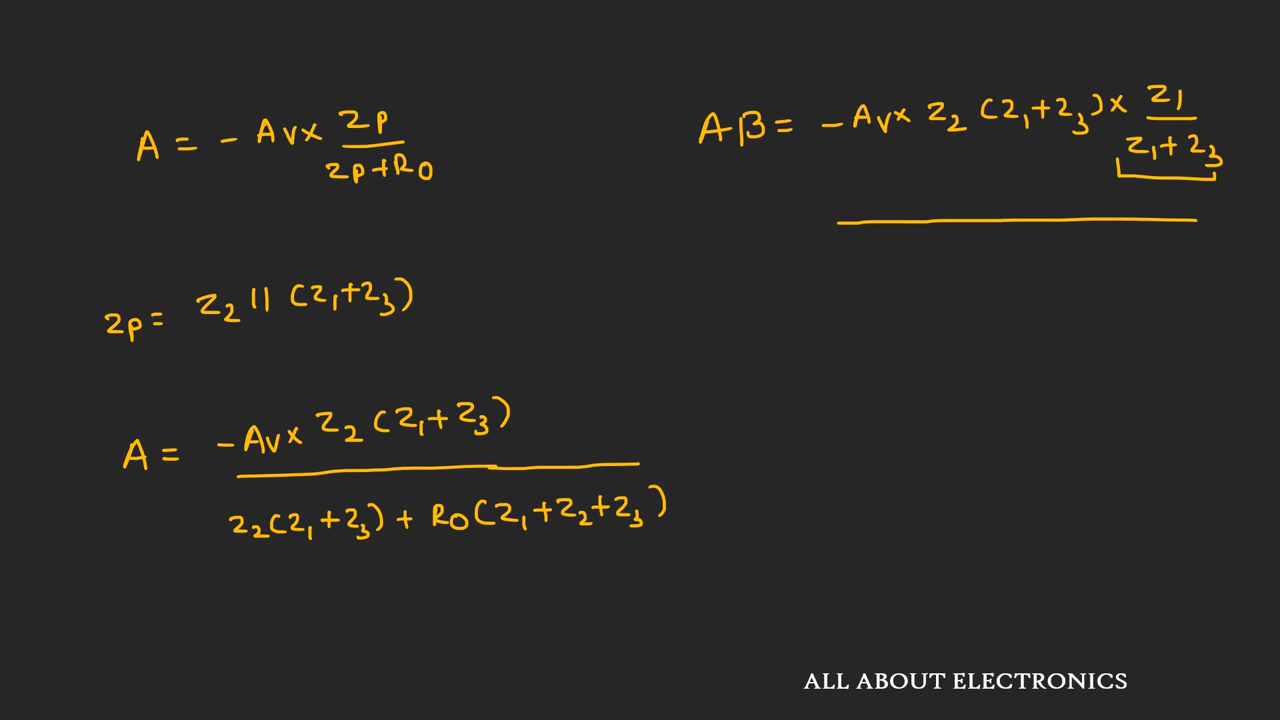 A = - Av x Zp / Zp+Ro
Zp = Z2 || (Z1+Z3)
A = -Av x Z2 (Z1+Z3) / Z2(Z1+Z3) + Ro(Z1+Z2+Z3)
Aβ = -Av x Z2 (Z1+Z3) x Z1 / Z1+Z3
ALL ABOUT ELECTRONICS